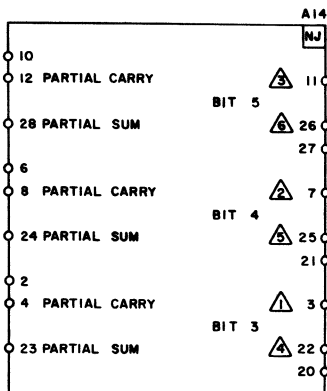 A14
NJ
10
12 PARTIAL CARRY 3 11
BIT 5
28 PARTIAL SUM 6 26
27
6
8 PARTIAL CARRY 2 7
BIT 4
24 PARTIAL SUM 5 25
21
2
4 PARTIAL CARRY 1 3
BIT 3
23 PARTIAL SUM 4 22
20